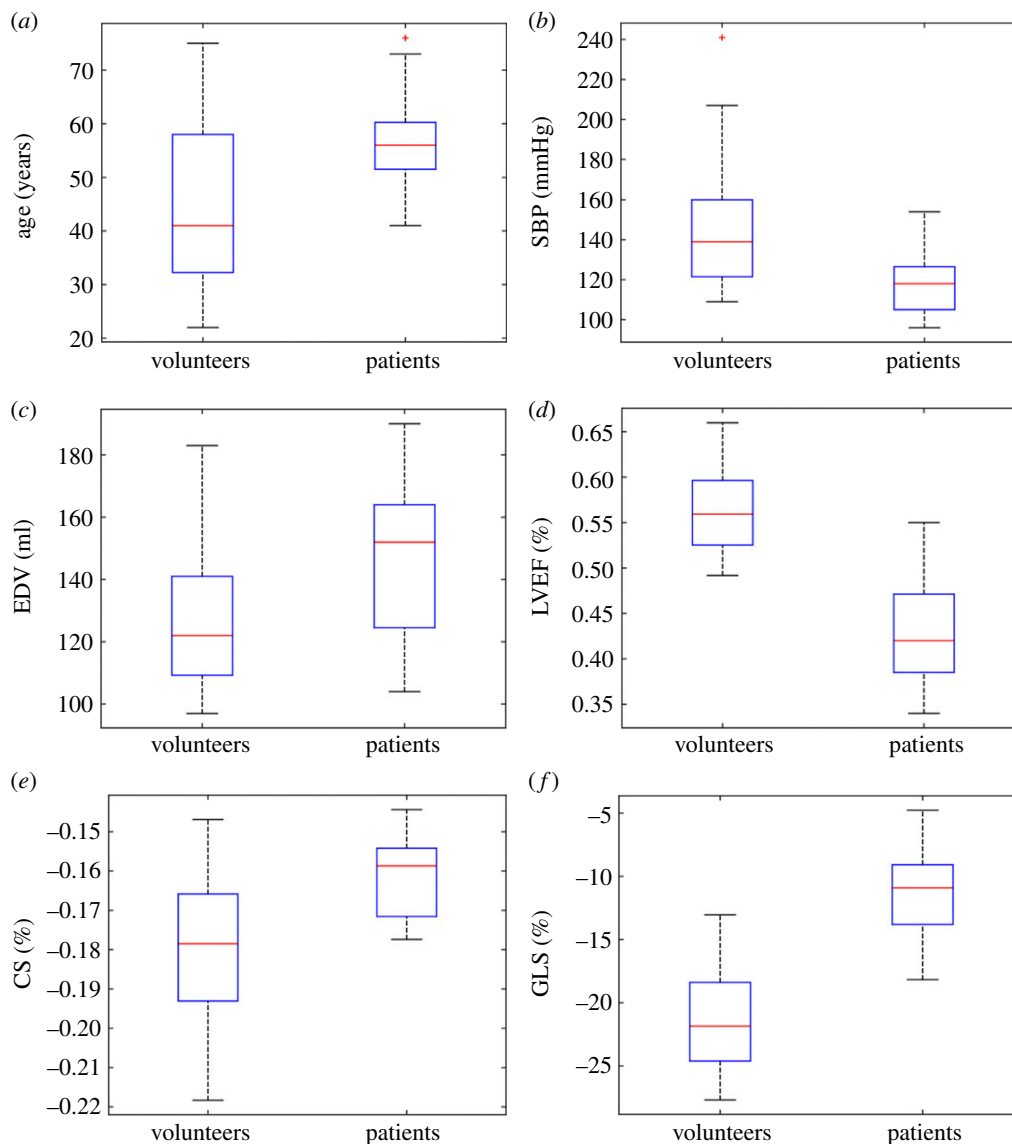 (a)
age (years)
70
60
50
40
30
20
volunteers patients
(b)
SBP (mmHg)
240
220
200
180
160
140
120
100
volunteers patients
(c)
EDV (ml)
180
160
140
120
100
volunteers patients
(d)
LVEF (%)
0.65
0.60
0.55
0.50
0.45
0.40
0.35
volunteers patients
(e)
CS (%)
–0.15
–0.16
–0.17
–0.18
–0.19
–0.20
–0.21
–0.22
volunteers patients
(f)
GLS (%)
–5
–10
–15
–20
–25
volunteers patients